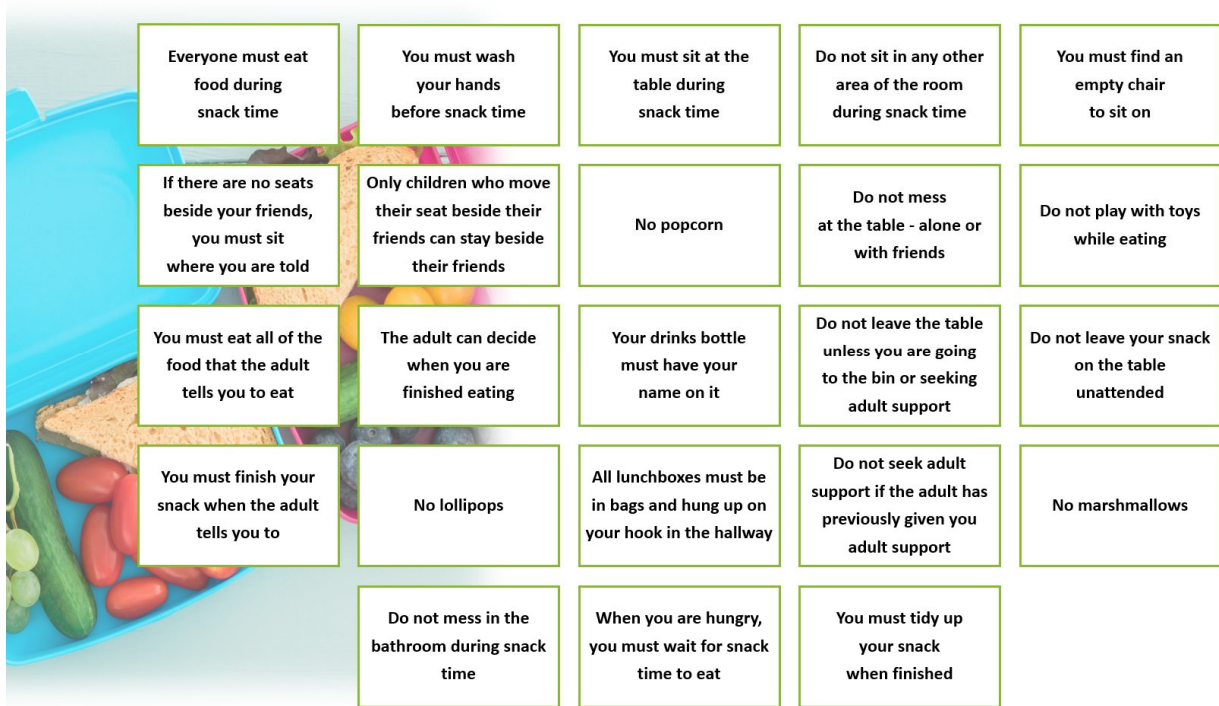 Everyone must eat
food during
snack time
You must wash
your hands
before snack time
You must sit at the
table during
snack time
Do not sit in any other
area of the room
during snack time
You must find an
empty chair
to sit on
If there are no seats
beside your friends,
you must sit
where you are told
Only children who move
their seat beside their
friends can stay beside
their friends
No popcorn
Do not mess
at the table - alone or
with friends
Do not play with toys
while eating
You must eat all of the
food that the adult
tells you to eat
The adult can decide
when you are
finished eating
Your drinks bottle
must have your
name on it
Do not leave the table
unless you are going
to the bin or seeking
adult support
Do not leave your snack
on the table
unattended
You must finish your
snack when the adult
tells you to
No lollipops
All lunchboxes must be
in bags and hung up on
your hook in the hallway
Do not seek adult
support if the adult has
previously given you
adult support
No marshmallows
Do not mess in the
bathroom during snack
time
When you are hungry,
you must wait for snack
time to eat
You must tidy up
your snack
when finished